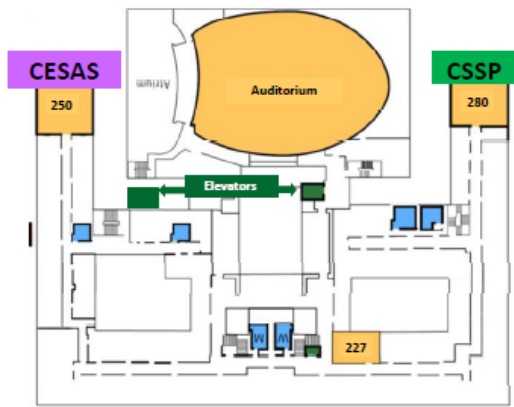 CESAS
CSSP
250
Atrium
Auditorium
280
Elevators
W
M
227